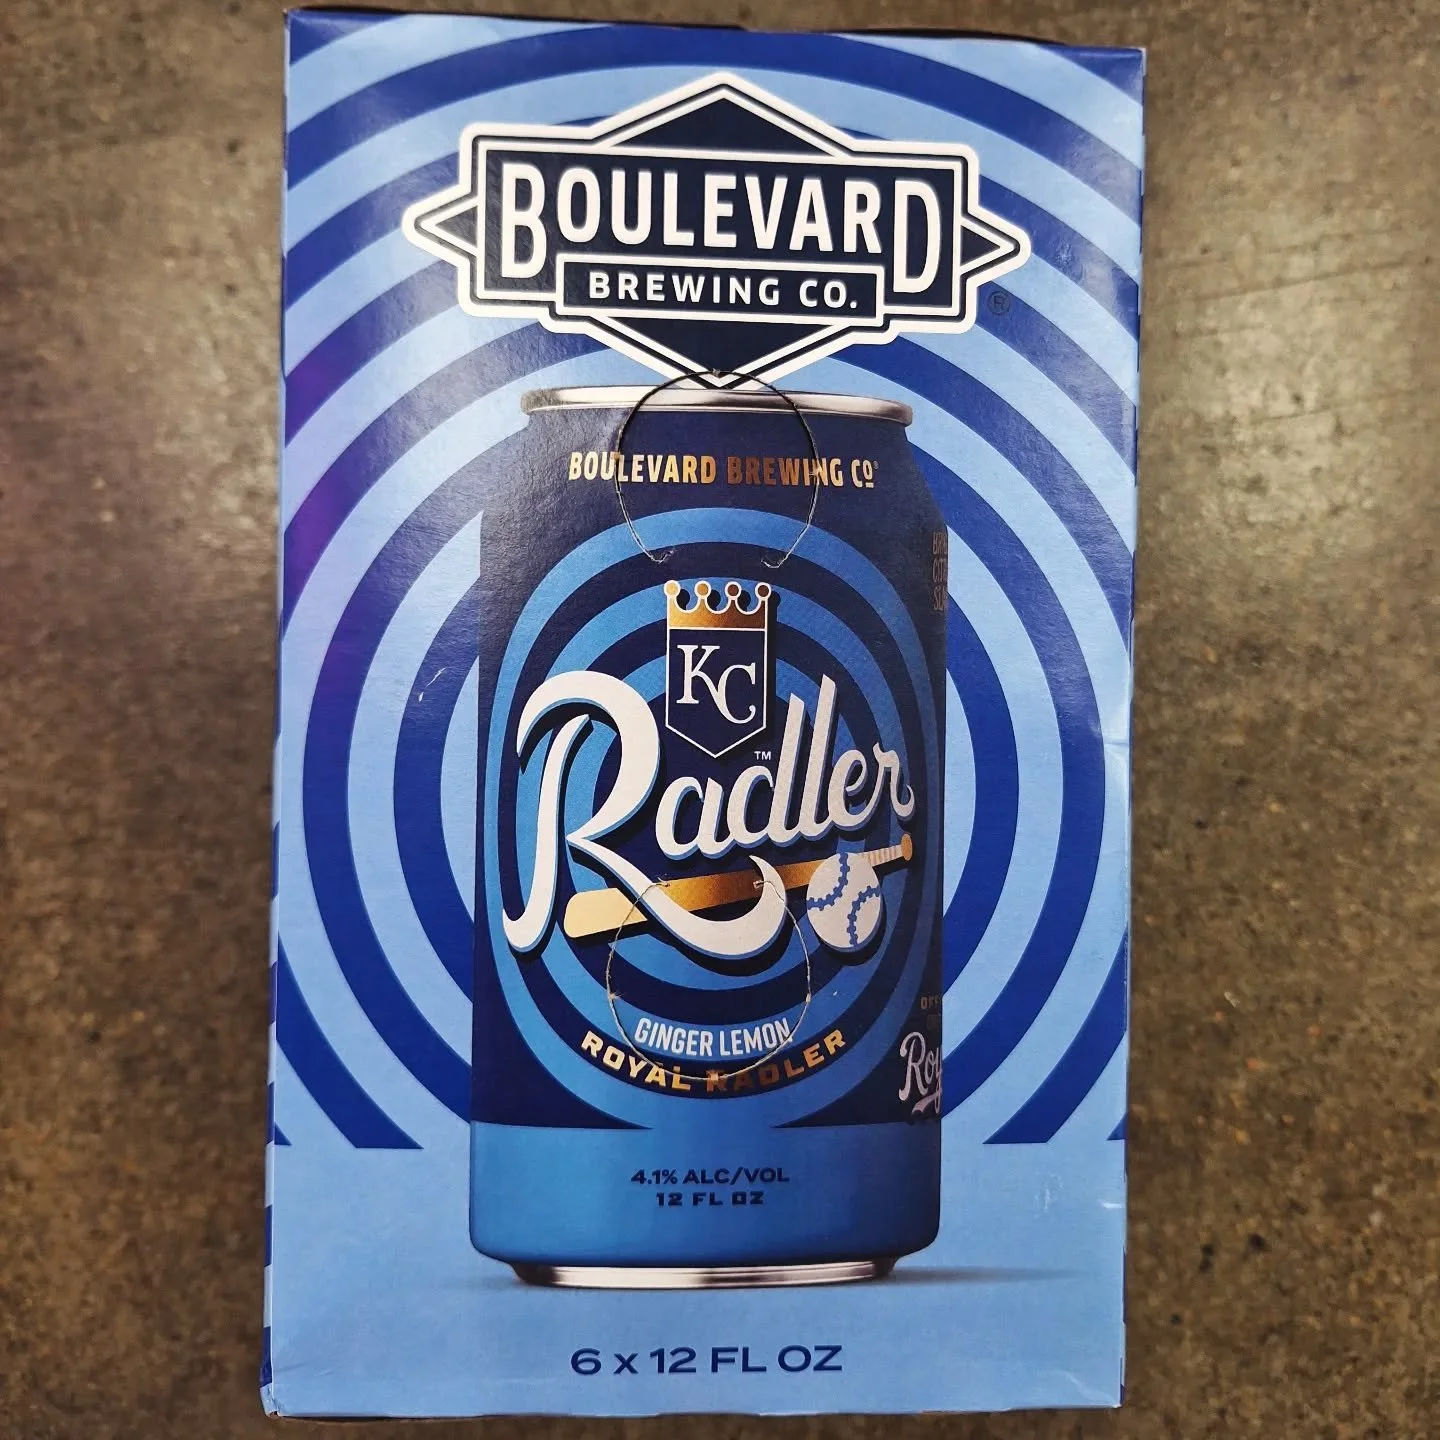 BOULEVARD
BREWING CO.
®
BOULEVARD BREWING Cº
KC
Radler
™
GINGER LEMON
ROYAL RADLER
4.1% ALC/VOL
12 FL OZ
6 x 12 FL OZ